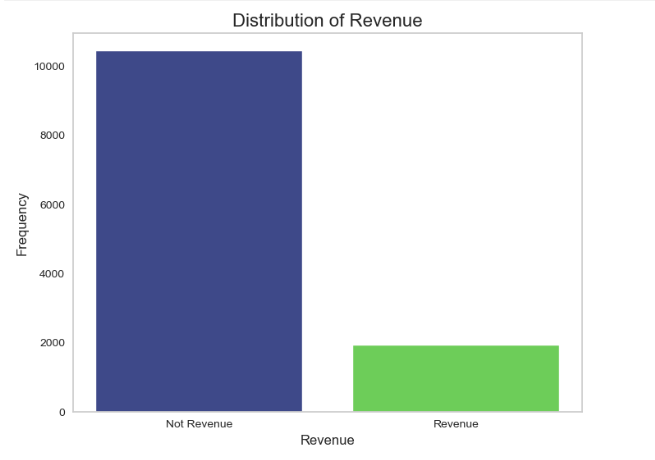 Distribution of Revenue
10000
8000
6000
4000
2000
0
Frequency
Not Revenue Revenue
Revenue